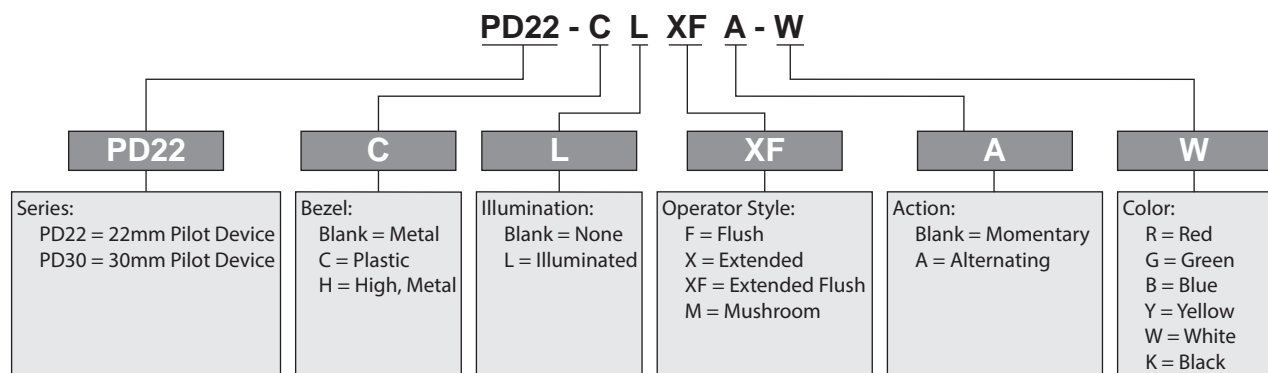 PD22 - C L XF A - W
PD22
C
L
XF
A
W
Series:
PD22 = 22mm Pilot Device
PD30 = 30mm Pilot Device
Bezel:
Blank = Metal
C = Plastic
H = High, Metal
Illumination:
Blank = None
L = Illuminated
Operator Style:
F = Flush
X = Extended
XF = Extended Flush
M = Mushroom
Action:
Blank = Momentary
A = Alternating
Color:
R = Red
G = Green
B = Blue
Y = Yellow
W = White
K = Black